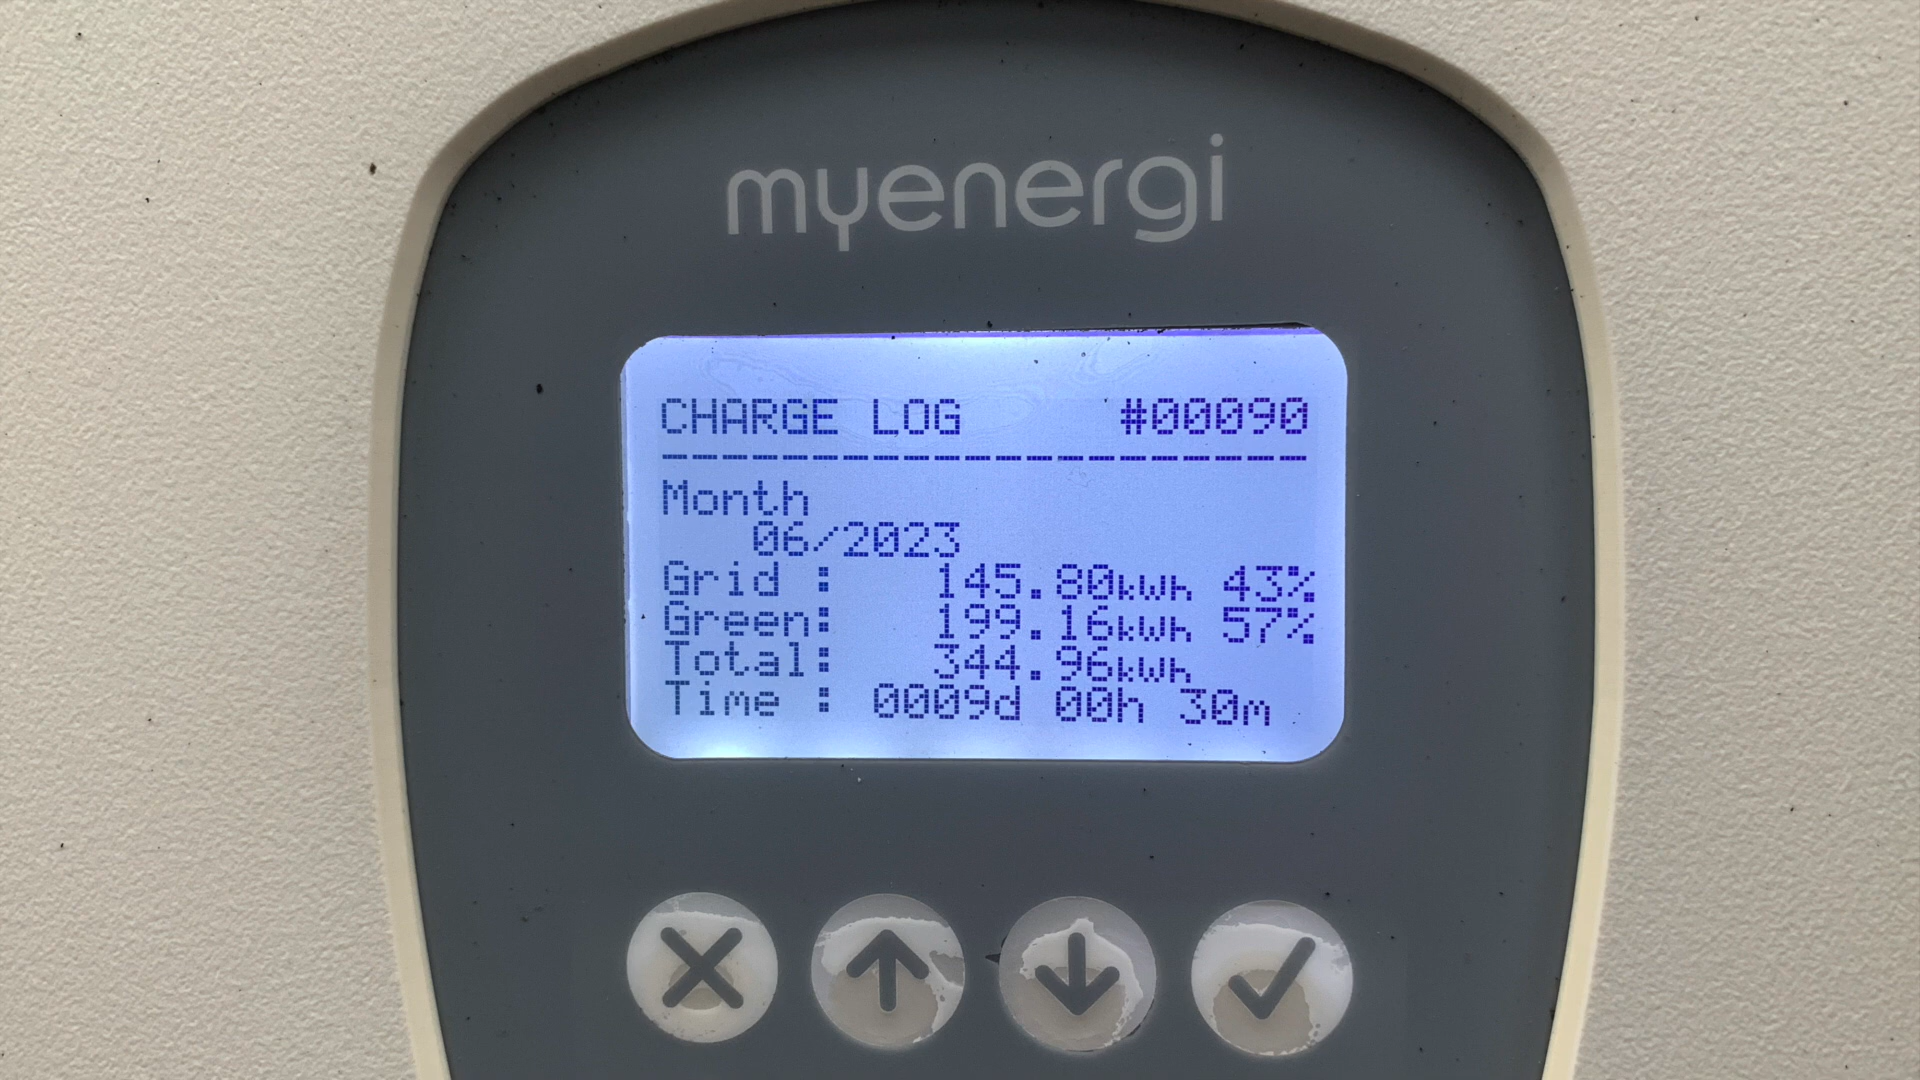 myenergi
CHARGE LOG #00090
---------------------
Month
06/2023
Grid : 145.80kWh 43%
Green: 199.16kWh 57%
Total: 344.96kWh
Time : 0009d 00h 30m